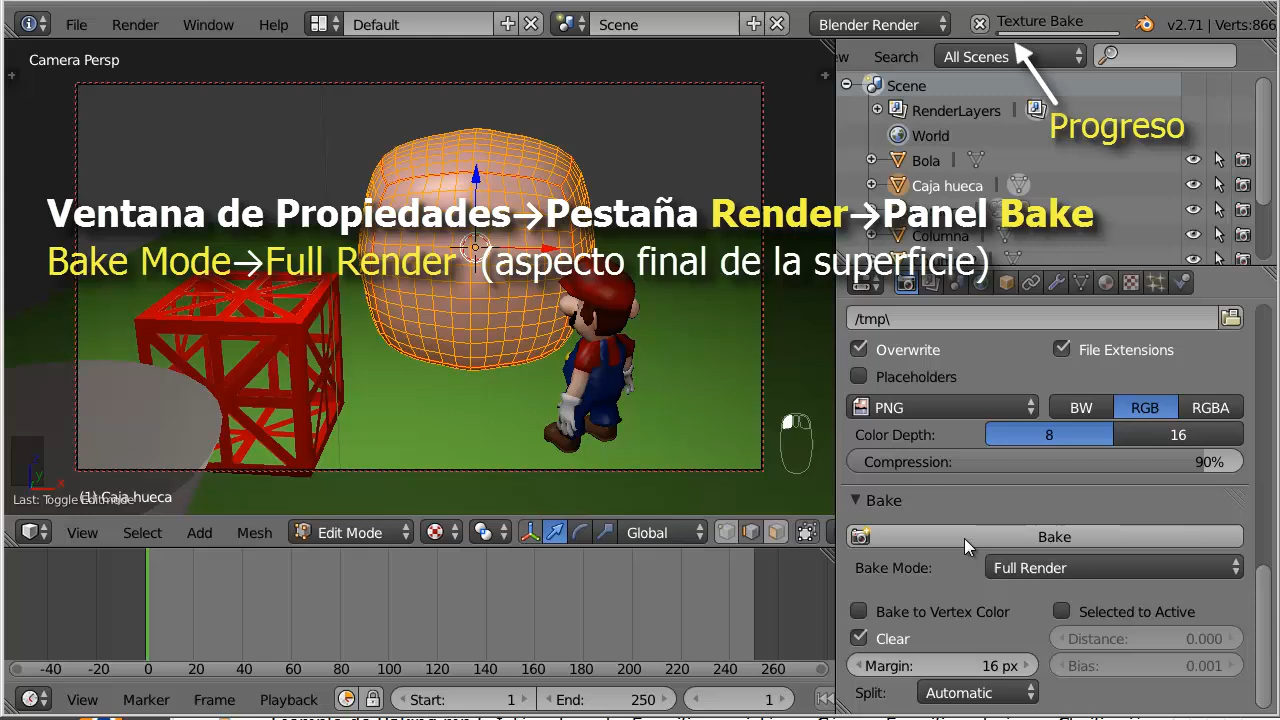 File Render Window Help Default Scene Blender Render Texture Bake v2.71 | Verts:866
Camera Persp
ew Search All Scenes
Scene
RenderLayers
Progreso
World
Bola
Caja hueca
Ventana de Propiedades→Pestaña Render→Panel Bake
Columna
Bake Mode→Full Render (aspecto final de la superficie)
/tmp\
Overwrite File Extensions
Placeholders
PNG BW RGB RGBA
Color Depth: 8 16
Compression: 90%
Last: Toggle Editmode
(1) Caja hueca
Bake
View Select Add Mesh Edit Mode Global
Bake
Bake Mode: Full Render
Bake to Vertex Color Selected to Active
Clear Distance: 0.000
Margin: 16 px Bias: 0.001
-40 -20 0 20 40 60 80 100 120 140 160 180 200 220 240 260
Split: Automatic
View Marker Frame Playback Start: 1 End: 250 1